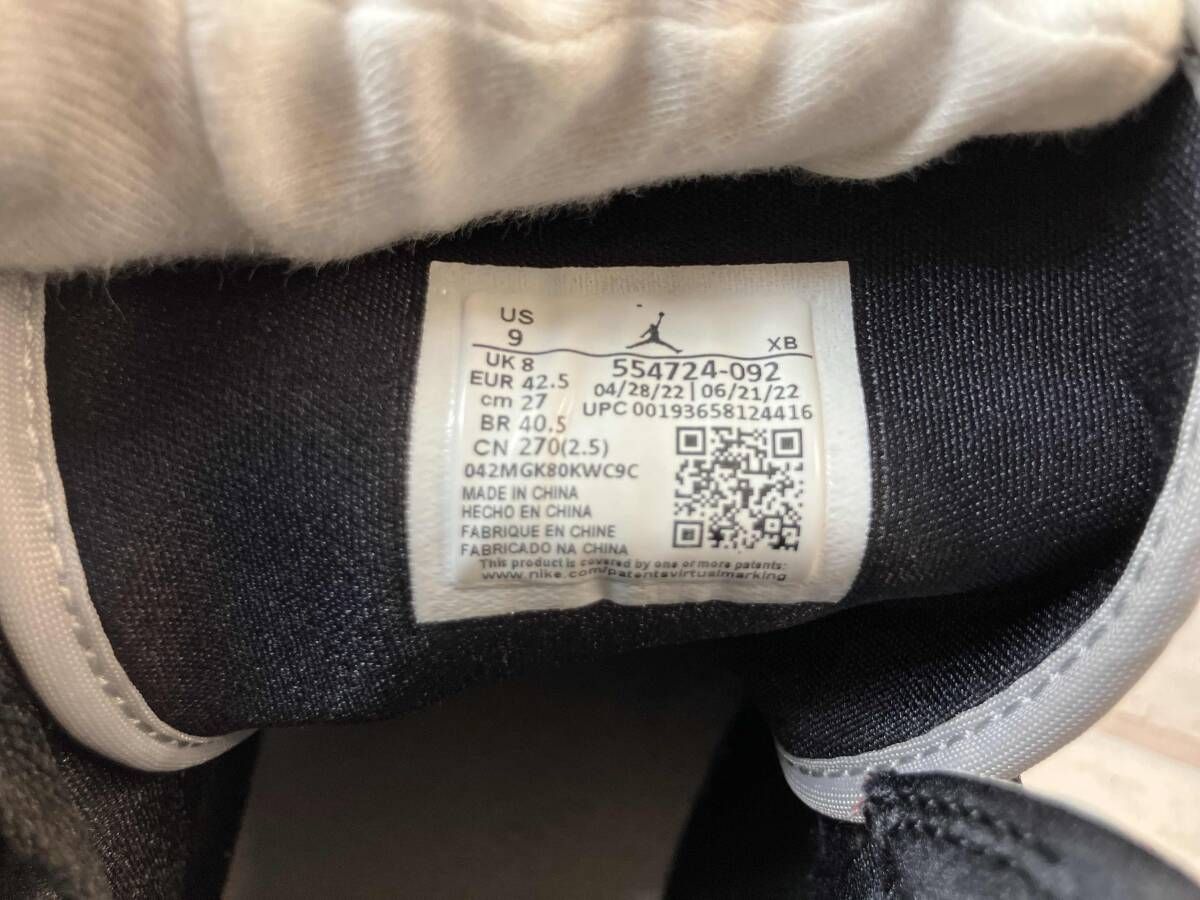 US
9
XB
UK 8
EUR 42.5
cm 27
BR 40.5
CN 270(2.5)
554724-092
04/28/22 | 06/21/22
UPC 00193658124416
042MGK80KWC9C
MADE IN CHINA
HECHO EN CHINA
FABRIQUE EN CHINE
FABRICADO NA CHINA
This product is covered by one or more patents:
www.nike.com/patentsvirtualmarking